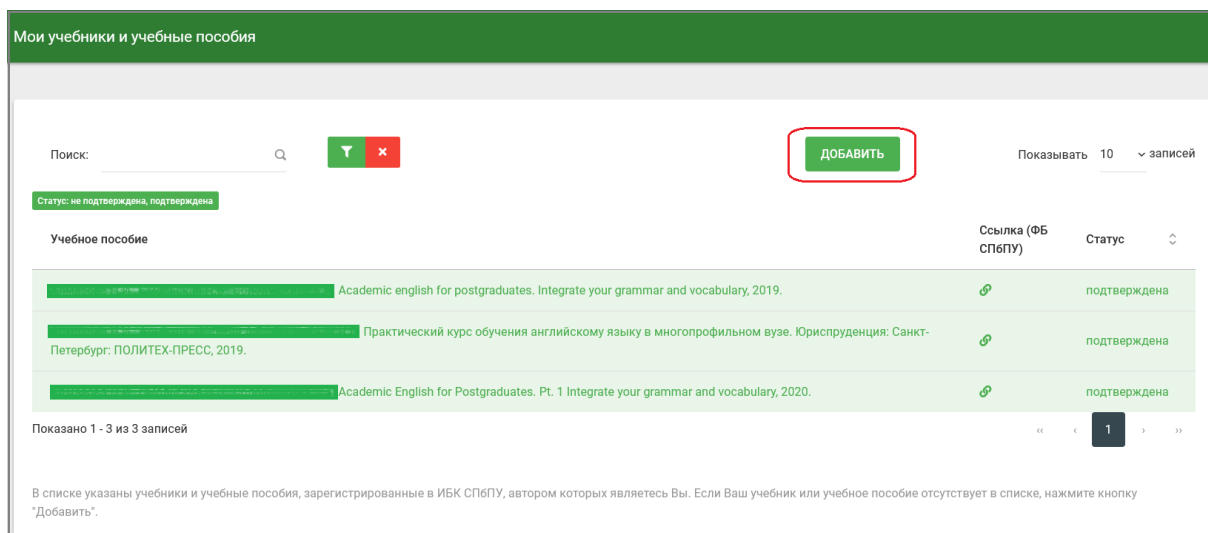 Мои учебники и учебные пособия
Поиск:
ДОБАВИТЬ
Показывать 10 записей
Статус: не подтверждена, подтверждена
Учебное пособие
Ссылка (ФБ
СПбПУ)
Статус
Academic english for postgraduates. Integrate your grammar and vocabulary, 2019.
подтверждена
Практический курс обучения английскому языку в многопрофильном вузе. Юриспруденция: Санкт-
Петербург: ПОЛИТЕХ-ПРЕСС, 2019.
подтверждена
Academic English for Postgraduates. Pt. 1 Integrate your grammar and vocabulary, 2020.
подтверждена
Показано 1 - 3 из 3 записей
‹‹ ‹ 1 › ››
В списке указаны учебники и учебные пособия, зарегистрированные в ИБК СПбПУ, автором которых являетесь Вы. Если Ваш учебник или учебное пособие отсутствует в списке, нажмите кнопку
"Добавить".